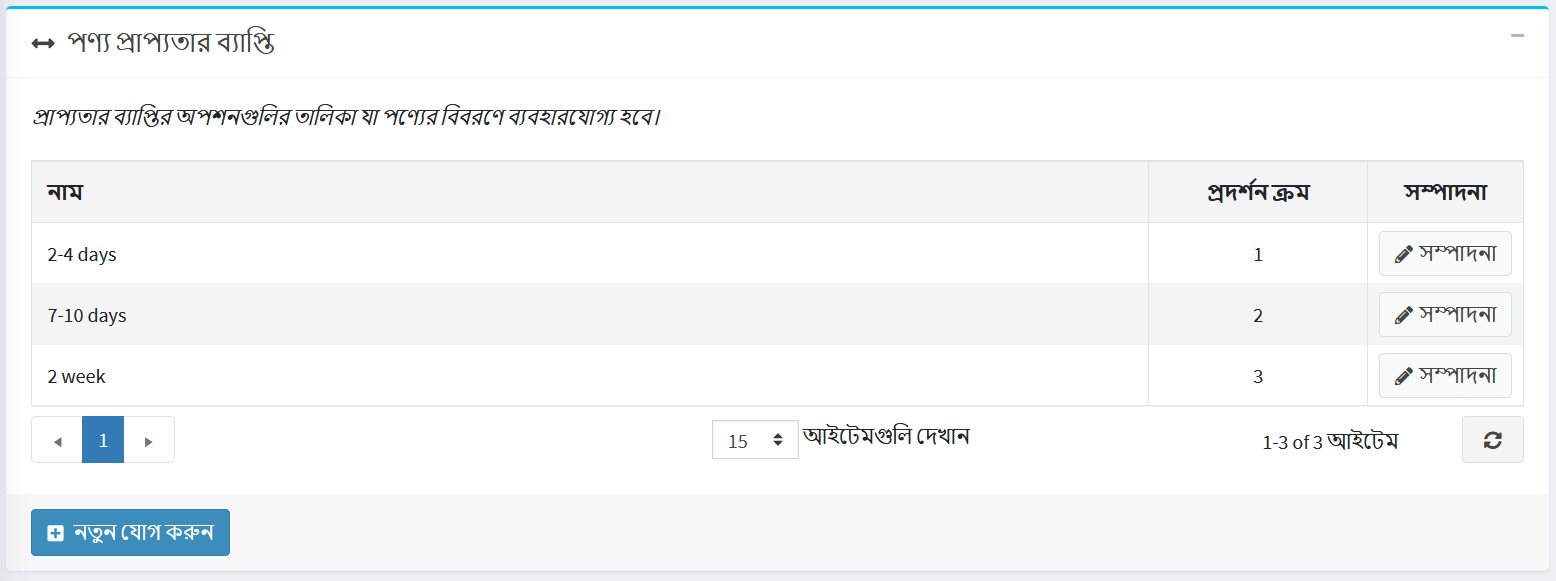 পণ্য প্রাপ্যতার ব্যাপ্তি
প্রাপ্যতার ব্যাপ্তির অপশনগুলির তালিকা যা পণ্যের বিবরণে ব্যবহারযোগ্য হবে।
নাম প্রদর্শন ক্রম সম্পাদনা
2-4 days 1 সম্পাদনা
7-10 days 2 সম্পাদনা
2 week 3 সম্পাদনা
1 15 আইটেমগুলি দেখান 1-3 of 3 আইটেম
নতুন যোগ করুন